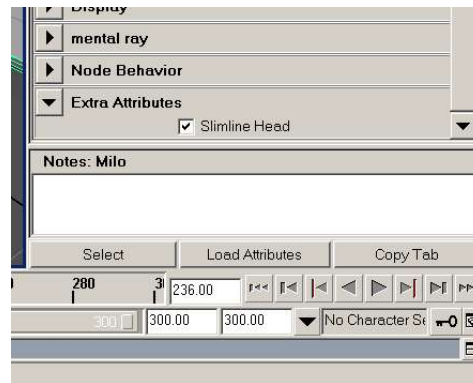 Display
mental ray
Node Behavior
Extra Attributes
Slimline Head
Notes: Milo
Select Load Attributes Copy Tab
280 236.00
300 300.00 300.00 No Character Se